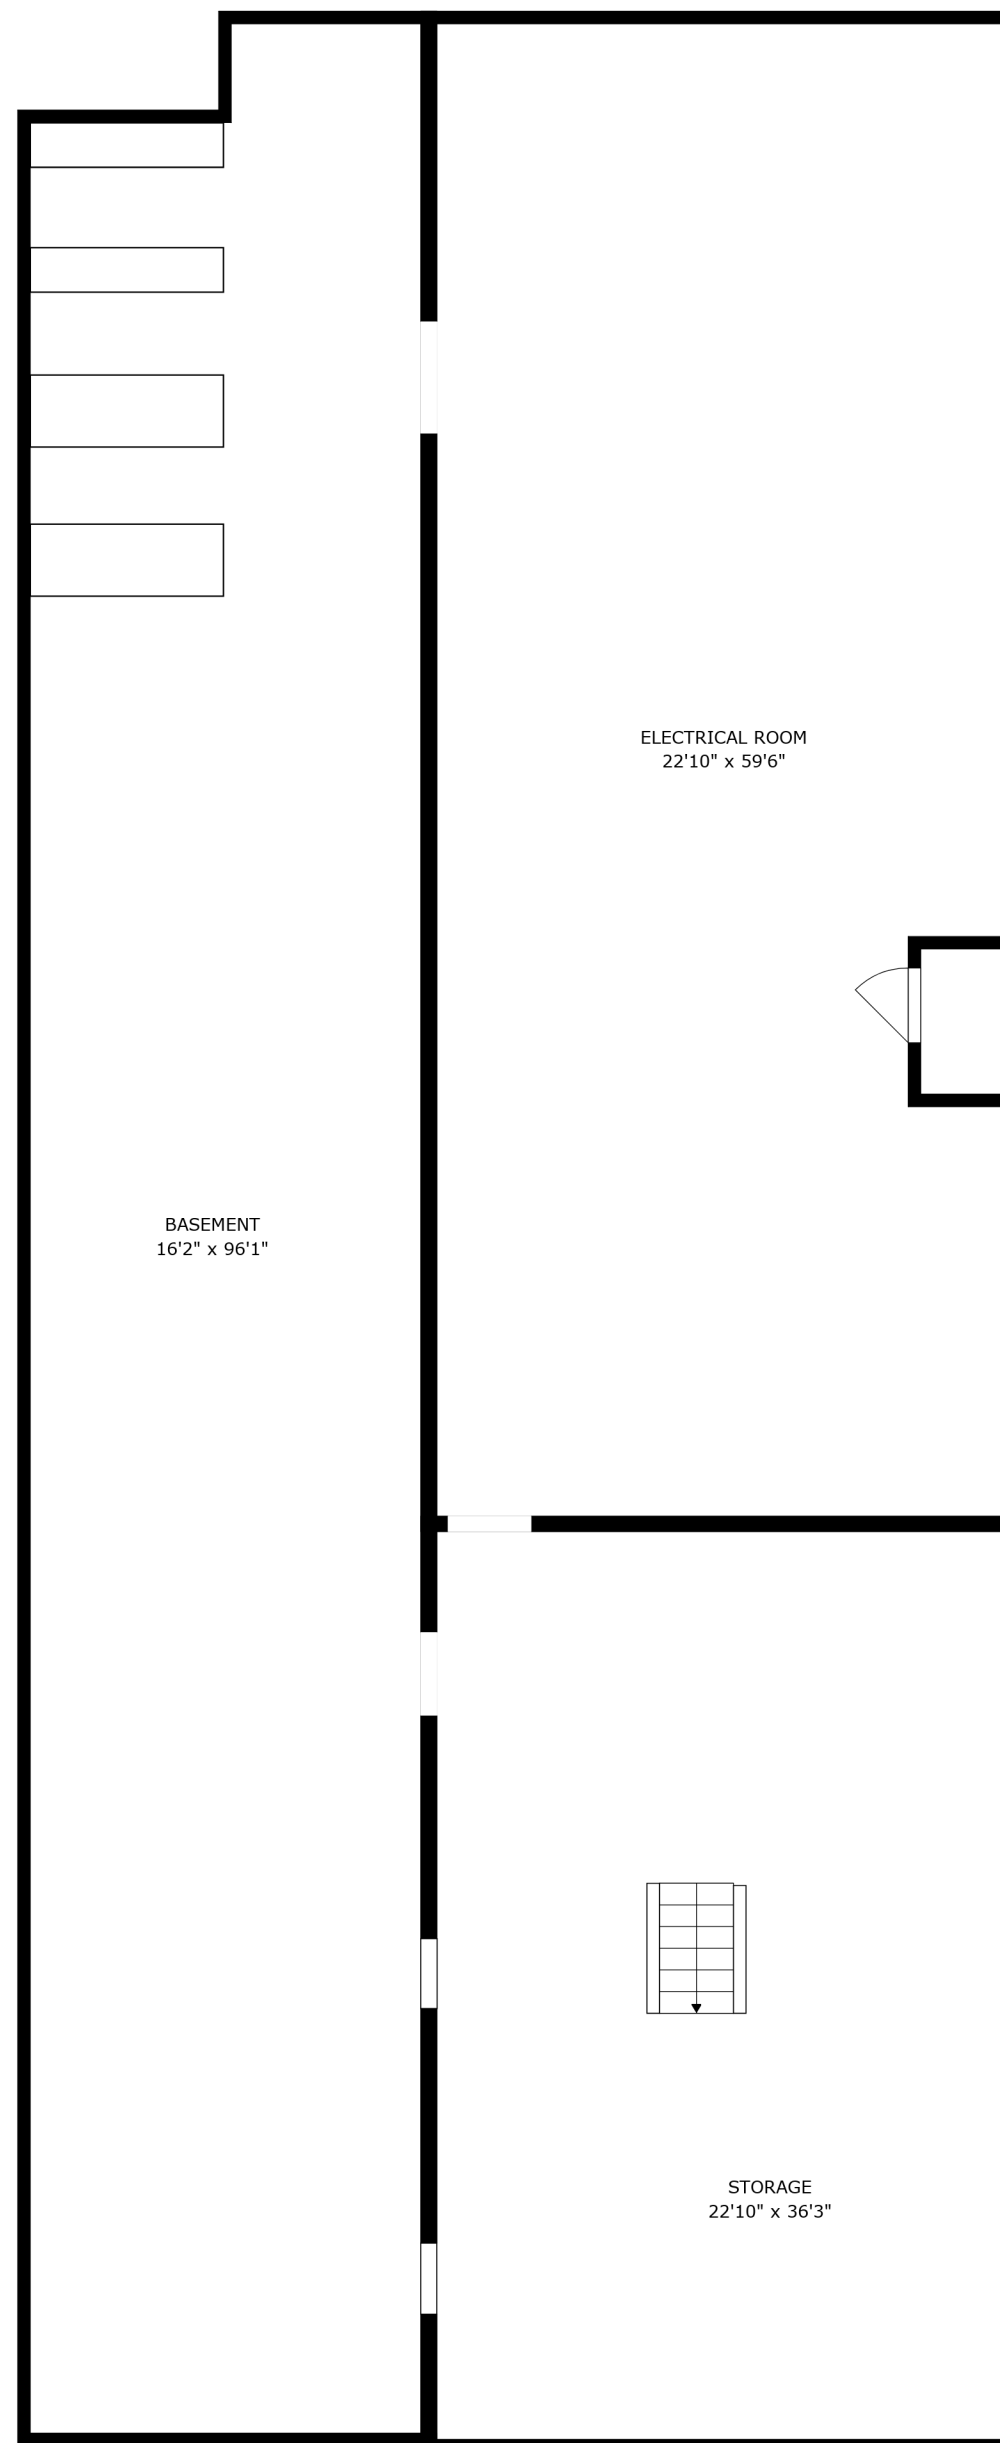 ELECTRICAL ROOM
22'10" x 59'6"
BASEMENT
16'2" x 96'1"
STORAGE
22'10" x 36'3"